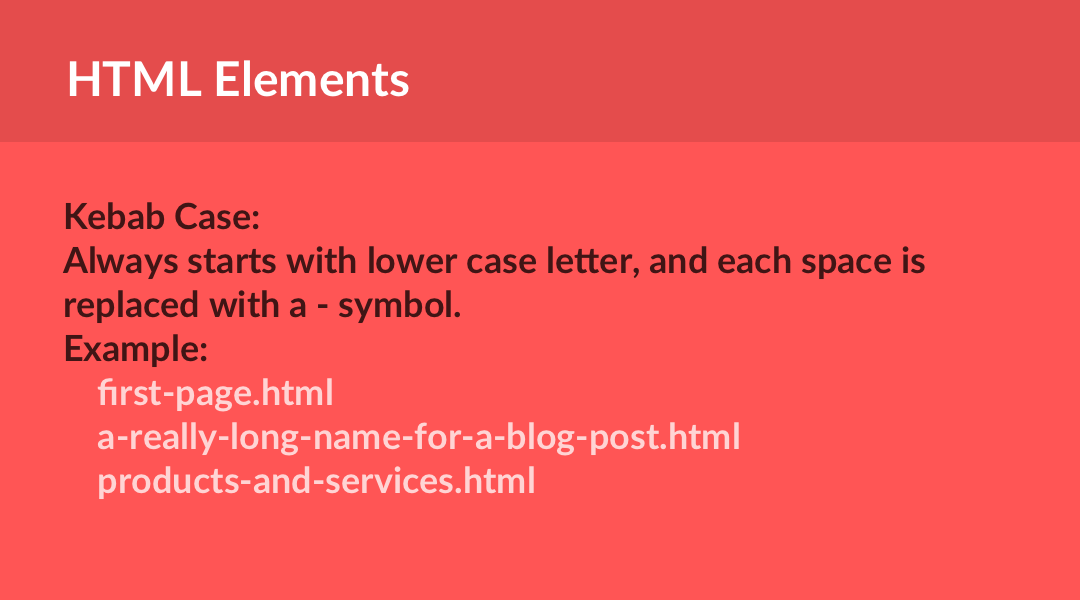 HTML Elements
Kebab Case:
Always starts with lower case letter, and each space is
replaced with a - symbol.
Example:
first-page.html
a-really-long-name-for-a-blog-post.html
products-and-services.html